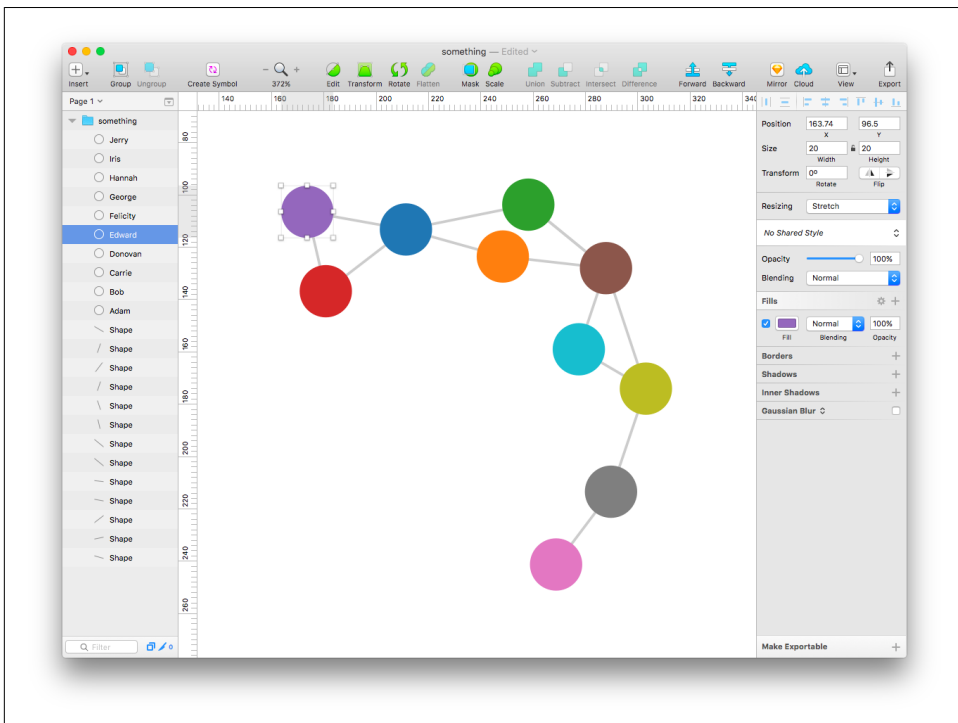 something — Edited
Insert Group Ungroup Create Symbol 372% Edit Transform Rotate Flatten Mask Scale Union Subtract Intersect Difference Forward Backward Mirror Cloud View Export
Page 1
140 160 180 200 220 240 260 280 300 320 340
something
Jerry
Iris
Hannah
George
Felicity
Edward
Donovan
Carrie
Bob
Adam
Shape
Shape
Shape
Shape
Shape
Shape
Shape
Shape
Shape
Shape
Shape
Shape
Shape
Filter 0
80
100
120
140
160
180
200
220
240
260
Position 163.74 96.5
X Y
Size 20 20
Width Height
Transform 0º
Rotate Flip
Resizing Stretch
No Shared Style
Opacity 100%
Blending Normal
Fills
Normal 100%
Fill Blending Opacity
Borders
Shadows
Inner Shadows
Gaussian Blur
Make Exportable